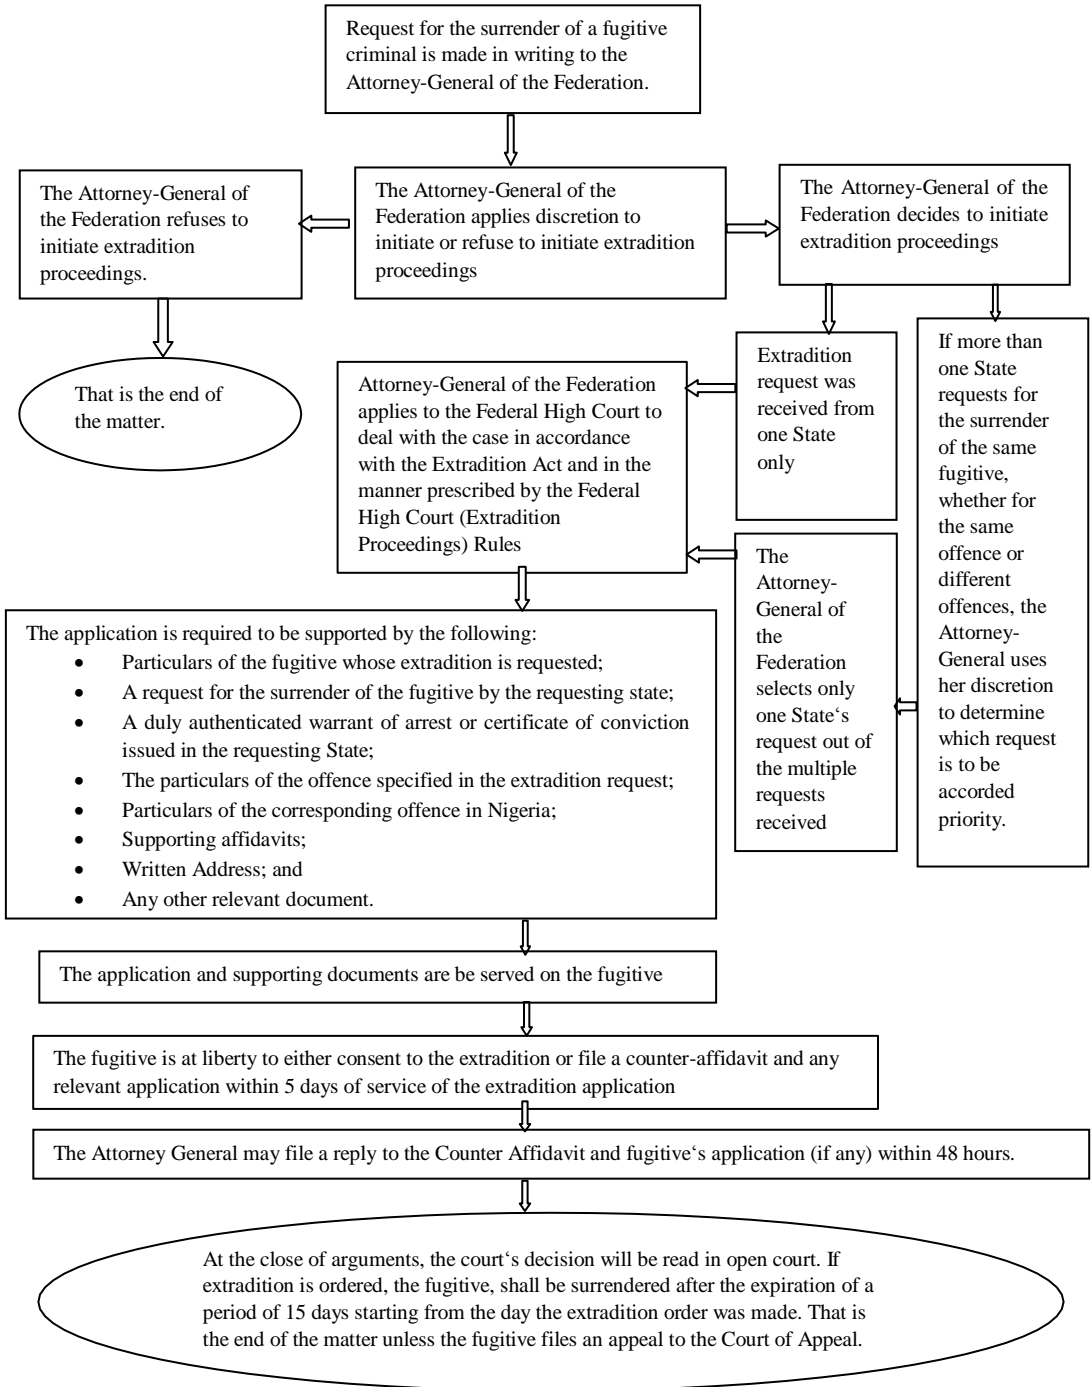 Request for the surrender of a fugitive
criminal is made in writing to the
Attorney-General of the Federation.
The Attorney-General of
the Federation refuses to
initiate extradition
proceedings.
The Attorney-General of the
Federation applies discretion to
initiate or refuse to initiate extradition
proceedings
The Attorney-General of the
Federation decides to initiate
extradition proceedings
That is the end of
the matter.
Attorney-General of the Federation
applies to the Federal High Court to
deal with the case in accordance
with the Extradition Act and in the
manner prescribed by the Federal
High Court (Extradition
Proceedings) Rules
Extradition
request was
received from
one State
only
If more than
one State
requests for
the surrender
of the same
fugitive,
whether for
the same
offence or
different
offences, the
Attorney-
General uses
her discretion
to determine
which request
is to be
accorded
priority.
The
Attorney-
General of
the
Federation
selects only
one State‘s
request out of
the multiple
requests
received
The application is required to be supported by the following:
• Particulars of the fugitive whose extradition is requested;
• A request for the surrender of the fugitive by the requesting state;
• A duly authenticated warrant of arrest or certificate of conviction
issued in the requesting State;
• The particulars of the offence specified in the extradition request;
• Particulars of the corresponding offence in Nigeria;
• Supporting affidavits;
• Written Address; and
• Any other relevant document.
The application and supporting documents are be served on the fugitive
The fugitive is at liberty to either consent to the extradition or file a counter-affidavit and any
relevant application within 5 days of service of the extradition application
The Attorney General may file a reply to the Counter Affidavit and fugitive‘s application (if any) within 48 hours.
At the close of arguments, the court‘s decision will be read in open court. If
extradition is ordered, the fugitive, shall be surrendered after the expiration of a
period of 15 days starting from the day the extradition order was made. That is
the end of the matter unless the fugitive files an appeal to the Court of Appeal.